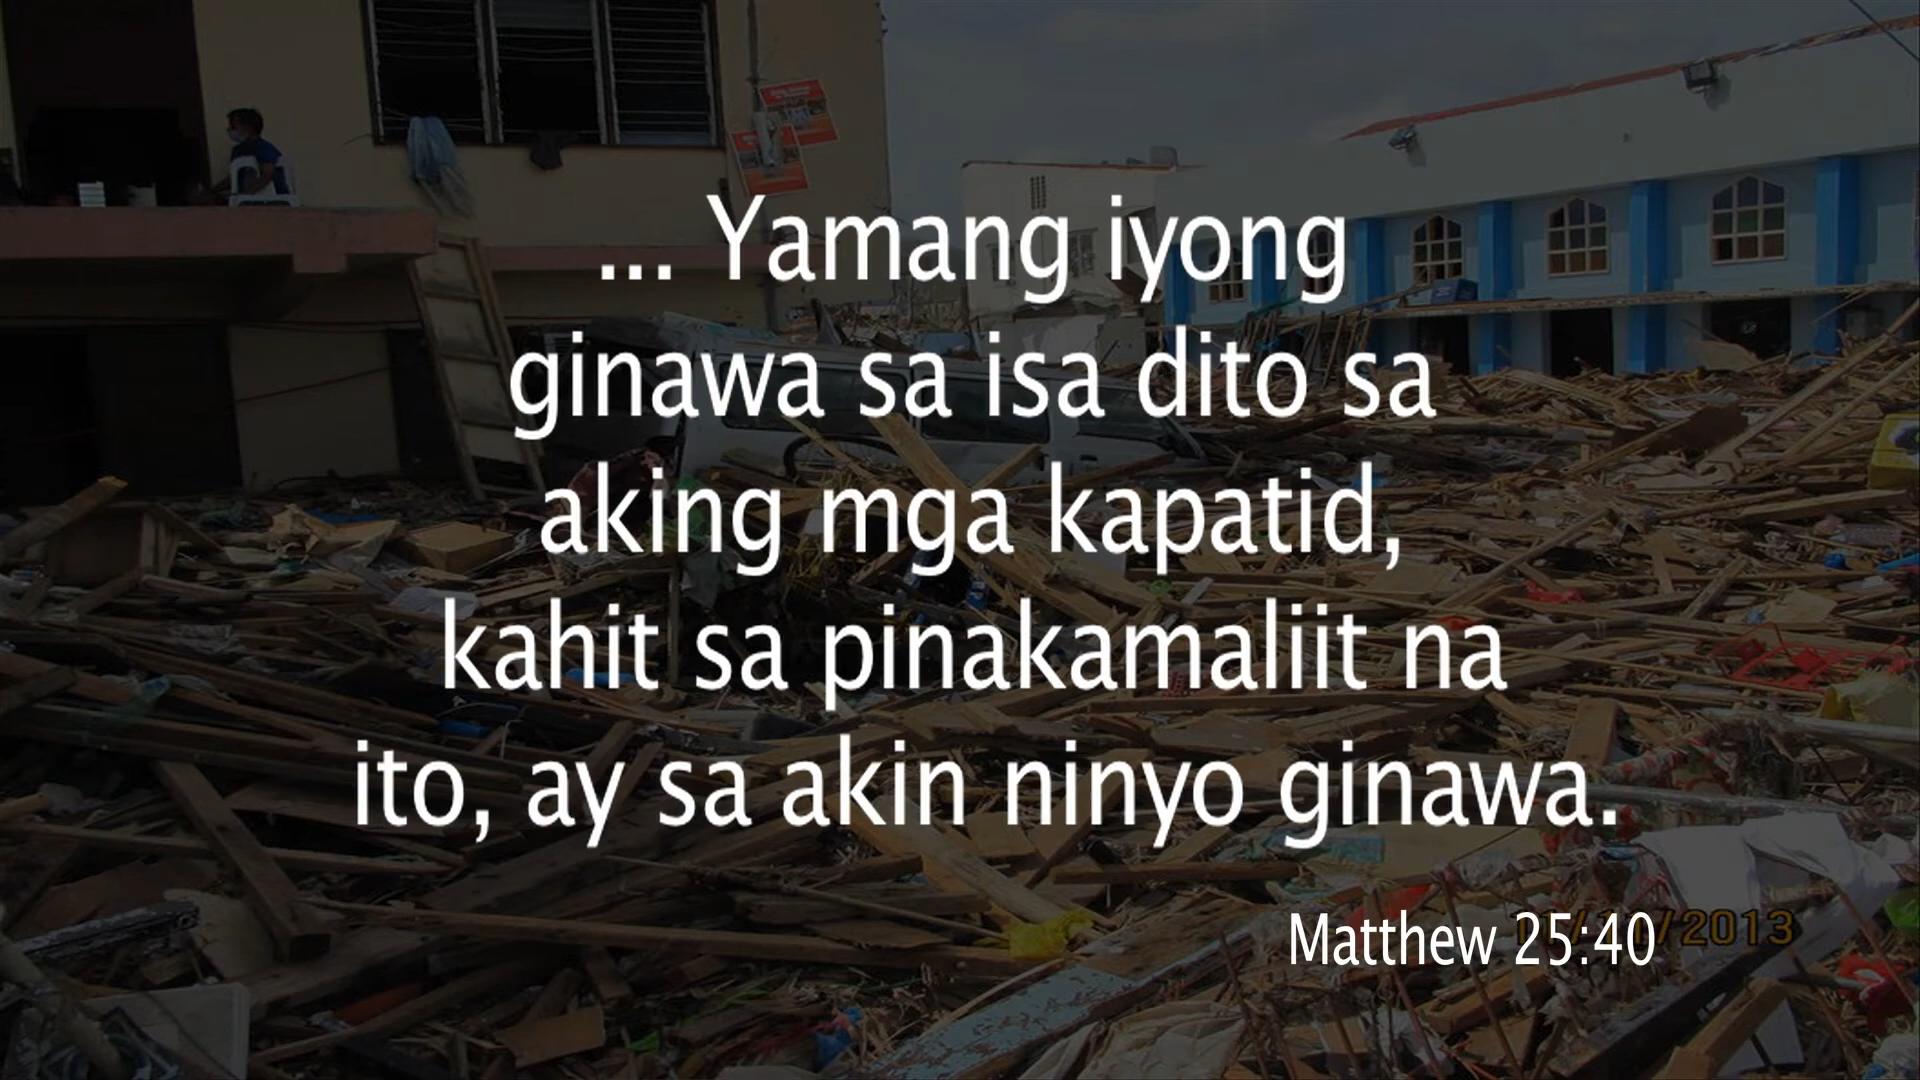 ... Yamang iyong
ginawa sa isa dito sa
aking mga kapatid,
kahit sa pinakamaliit na
ito, ay sa akin ninyo ginawa.
Matthew 25:40
2013